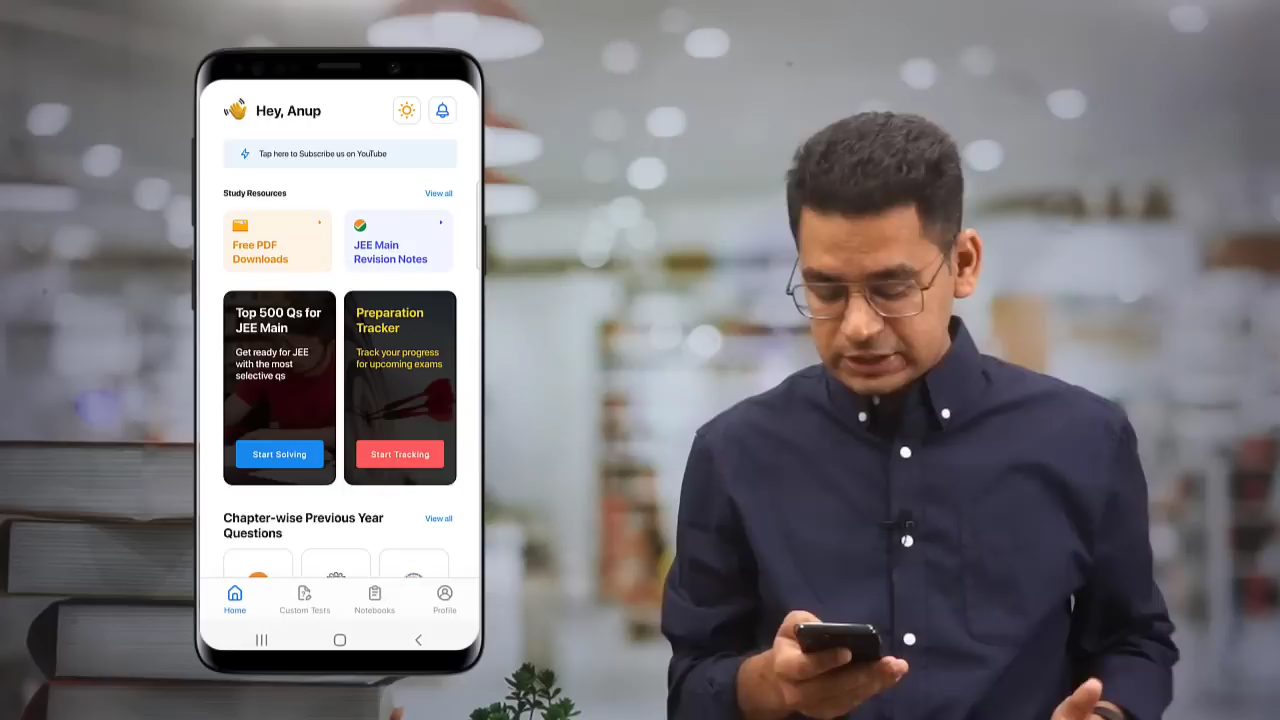 Hey, Anup
Tap here to Subscribe us on YouTube
Study Resources
View all
Free PDF
Downloads
JEE Main
Revision Notes
Top 500 Qs for
JEE Main
Get ready for JEE
with the most
selective qs
Start Solving
Preparation
Tracker
Track your progress
for upcoming exams
Start Tracking
Chapter-wise Previous Year
Questions
View all
Home
Custom Tests
Notebooks
Profile